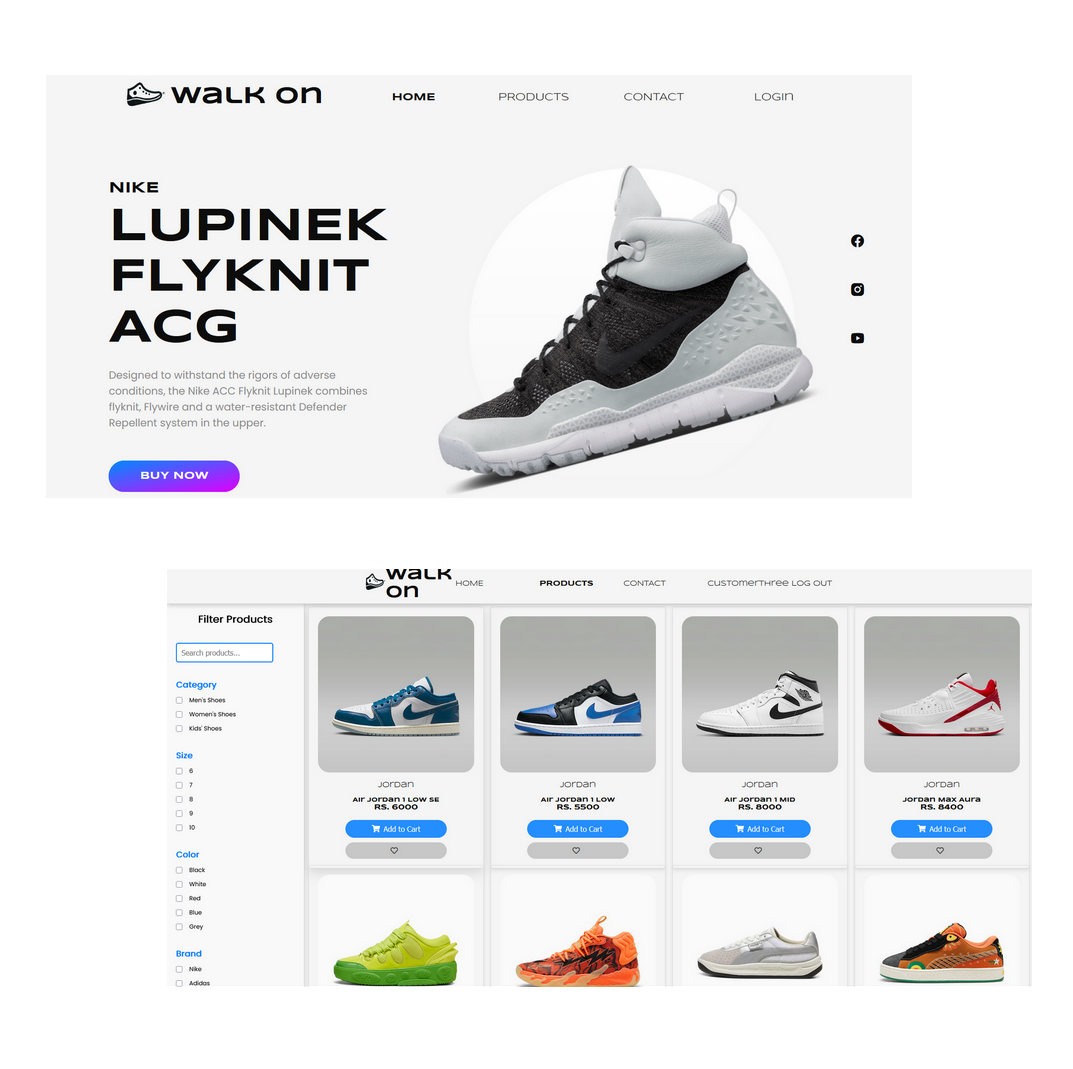 walk on
HOME
PRODUCTS
CONTACT
LOGIN
NIKE
LUPINEK
FLYKNIT
ACG
Designed to withstand the rigors of adverse
conditions, the Nike ACC Flyknit Lupinek combines
flyknit, Flywire and a water-resistant Defender
Repellent system in the upper.
BUY NOW
walk
on
HOME
PRODUCTS
CONTACT
customerthree LOG OUT
Filter Products
Search products...
Category
Men's Shoes
Women's Shoes
Kids' Shoes
Size
6
7
8
9
10
Color
Black
White
Red
Blue
Grey
Brand
Nike
Adidas
Jordan
Air Jordan 1 Low SE
RS. 6000
Add to Cart
Jordan
Air Jordan 1 Low
RS. 5500
Add to Cart
Jordan
Air Jordan 1 Mid
RS. 8000
Add to Cart
Jordan
Jordan Max Aura
RS. 8400
Add to Cart